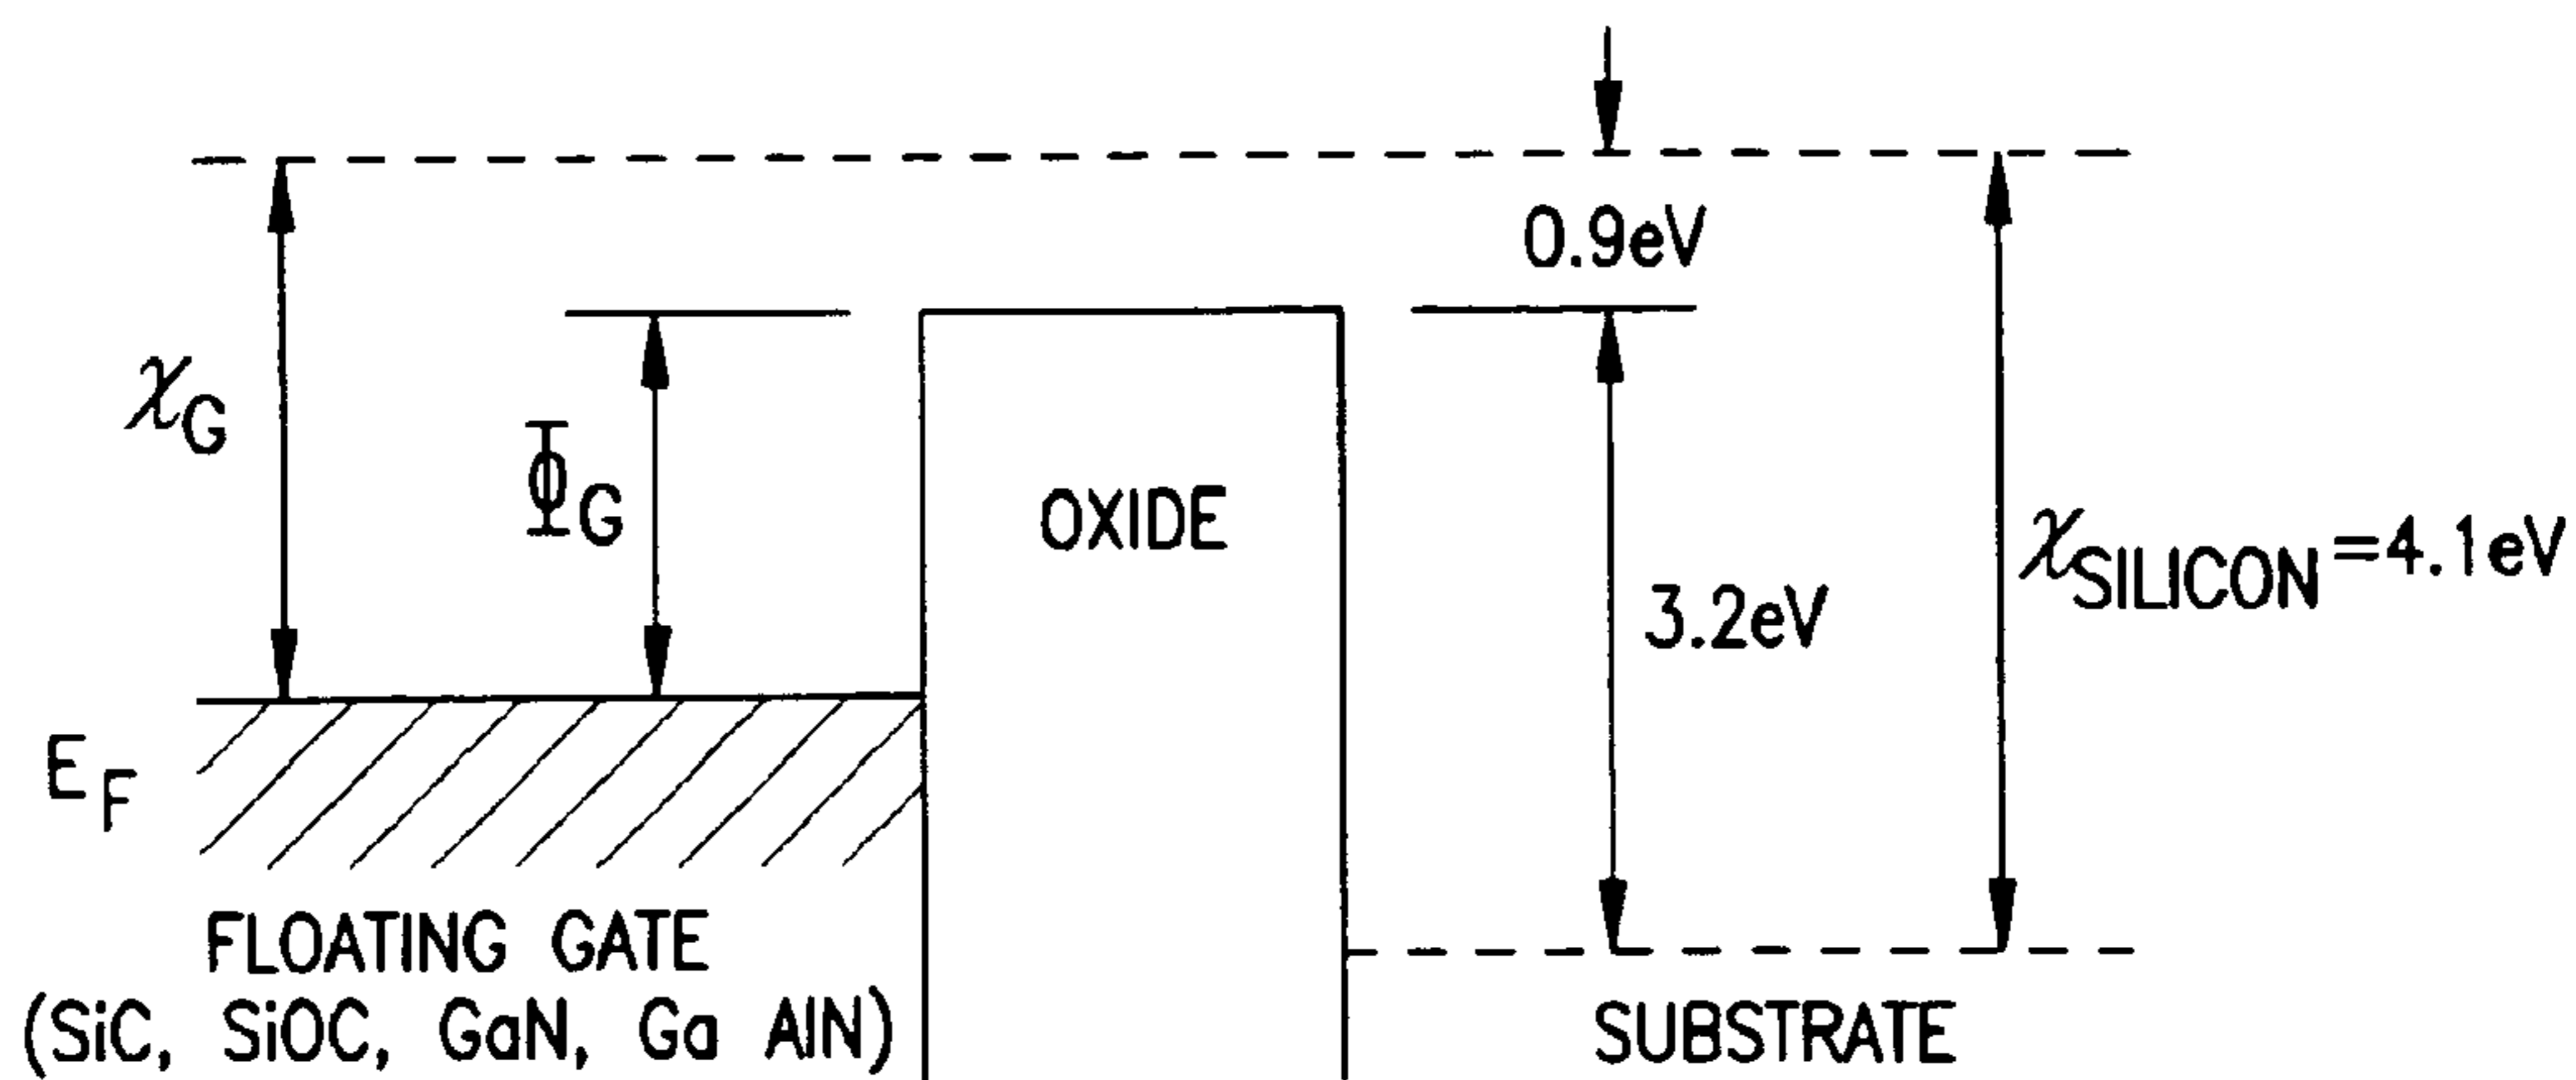 0.9eV
χG
ΦG
OXIDE
3.2eV
χSILICON=4.1eV
EF
FLOATING GATE
(SiC, SiOC, GaN, Ga AlN)
SUBSTRATE